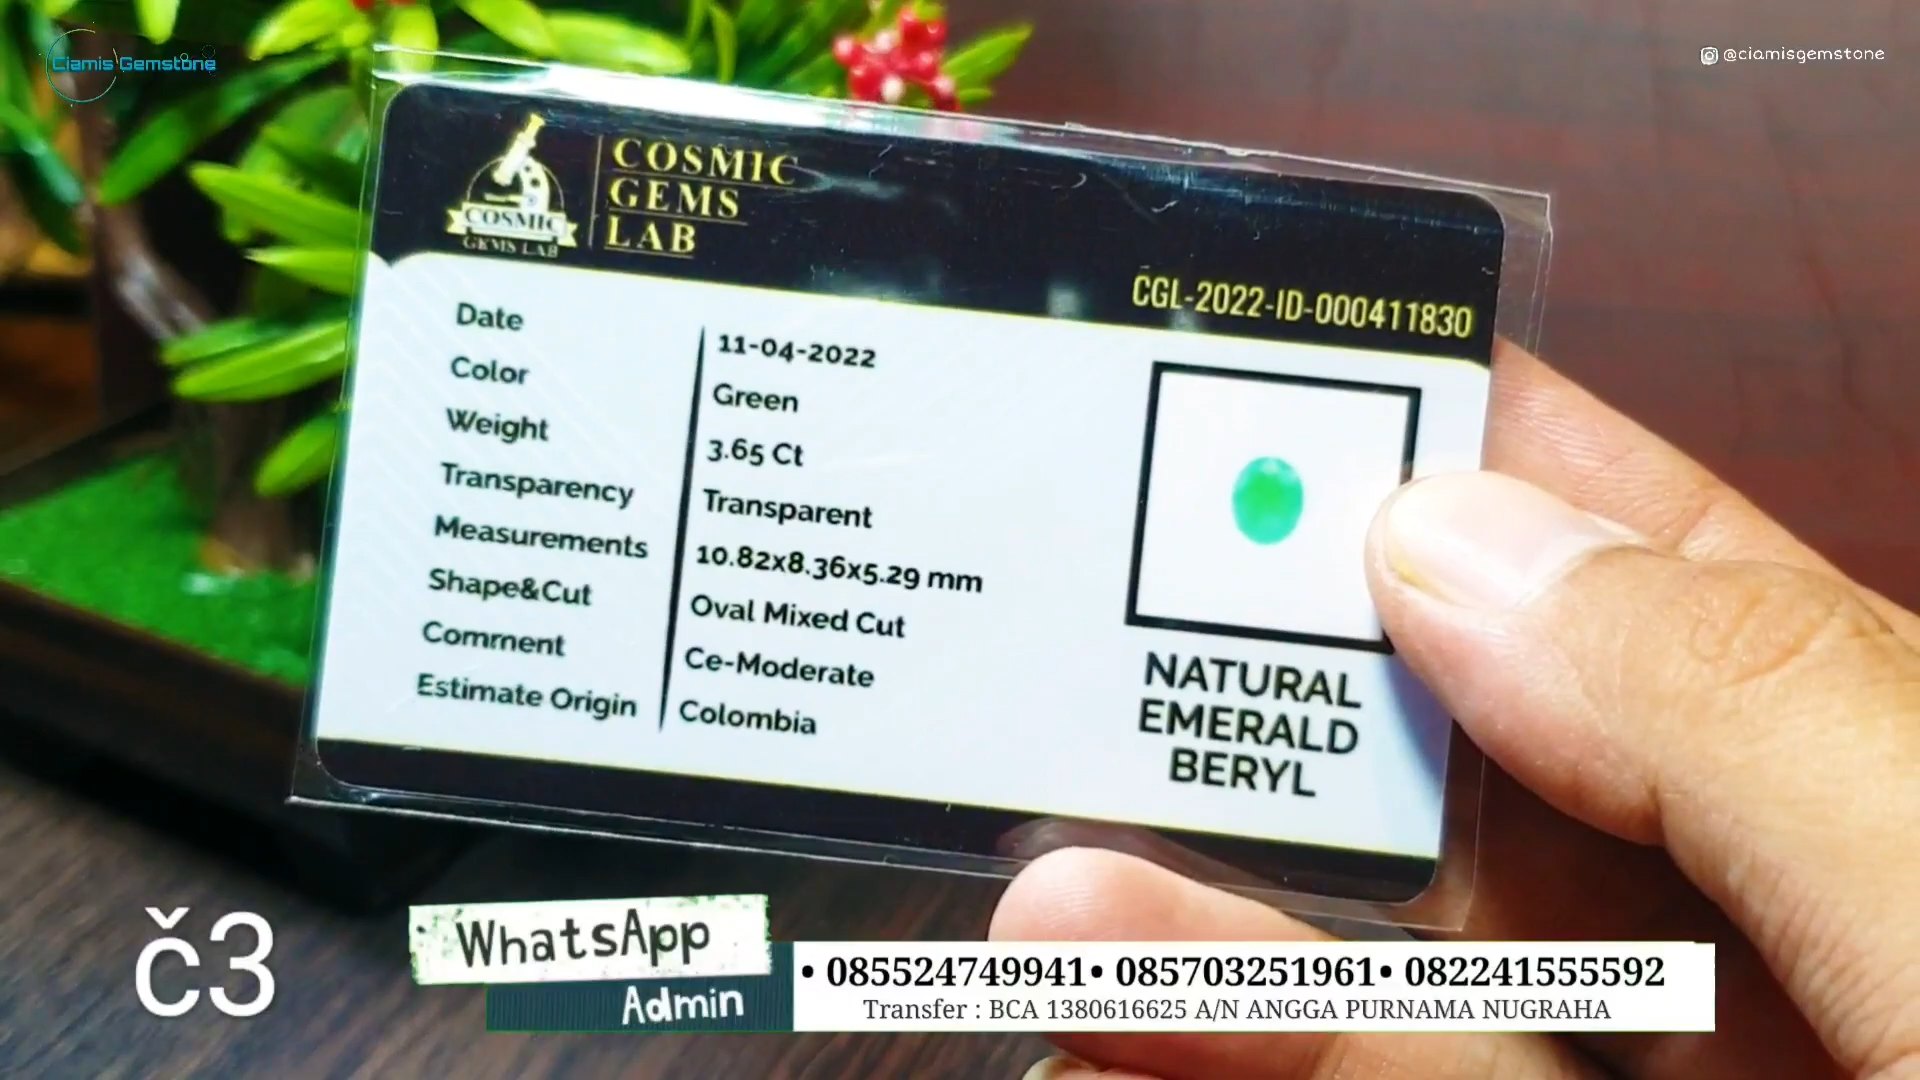 Ciamis Gemstone
@ciamisgemstone
COSMIC
GEMS
LAB
COSMIC
GEMS LAB
CGL-2022-ID-000411830
Date 11-04-2022
Color Green
Weight 3.65 Ct
Transparency Transparent
Measurements 10.82x8.36x5.29 mm
Shape&Cut Oval Mixed Cut
Comment Ce-Moderate
Estimate Origin Colombia
NATURAL
EMERALD
BERYL
č3
WhatsApp
Admin
• 085524749941• 085703251961• 082241555592
Transfer : BCA 1380616625 A/N ANGGA PURNAMA NUGRAHA